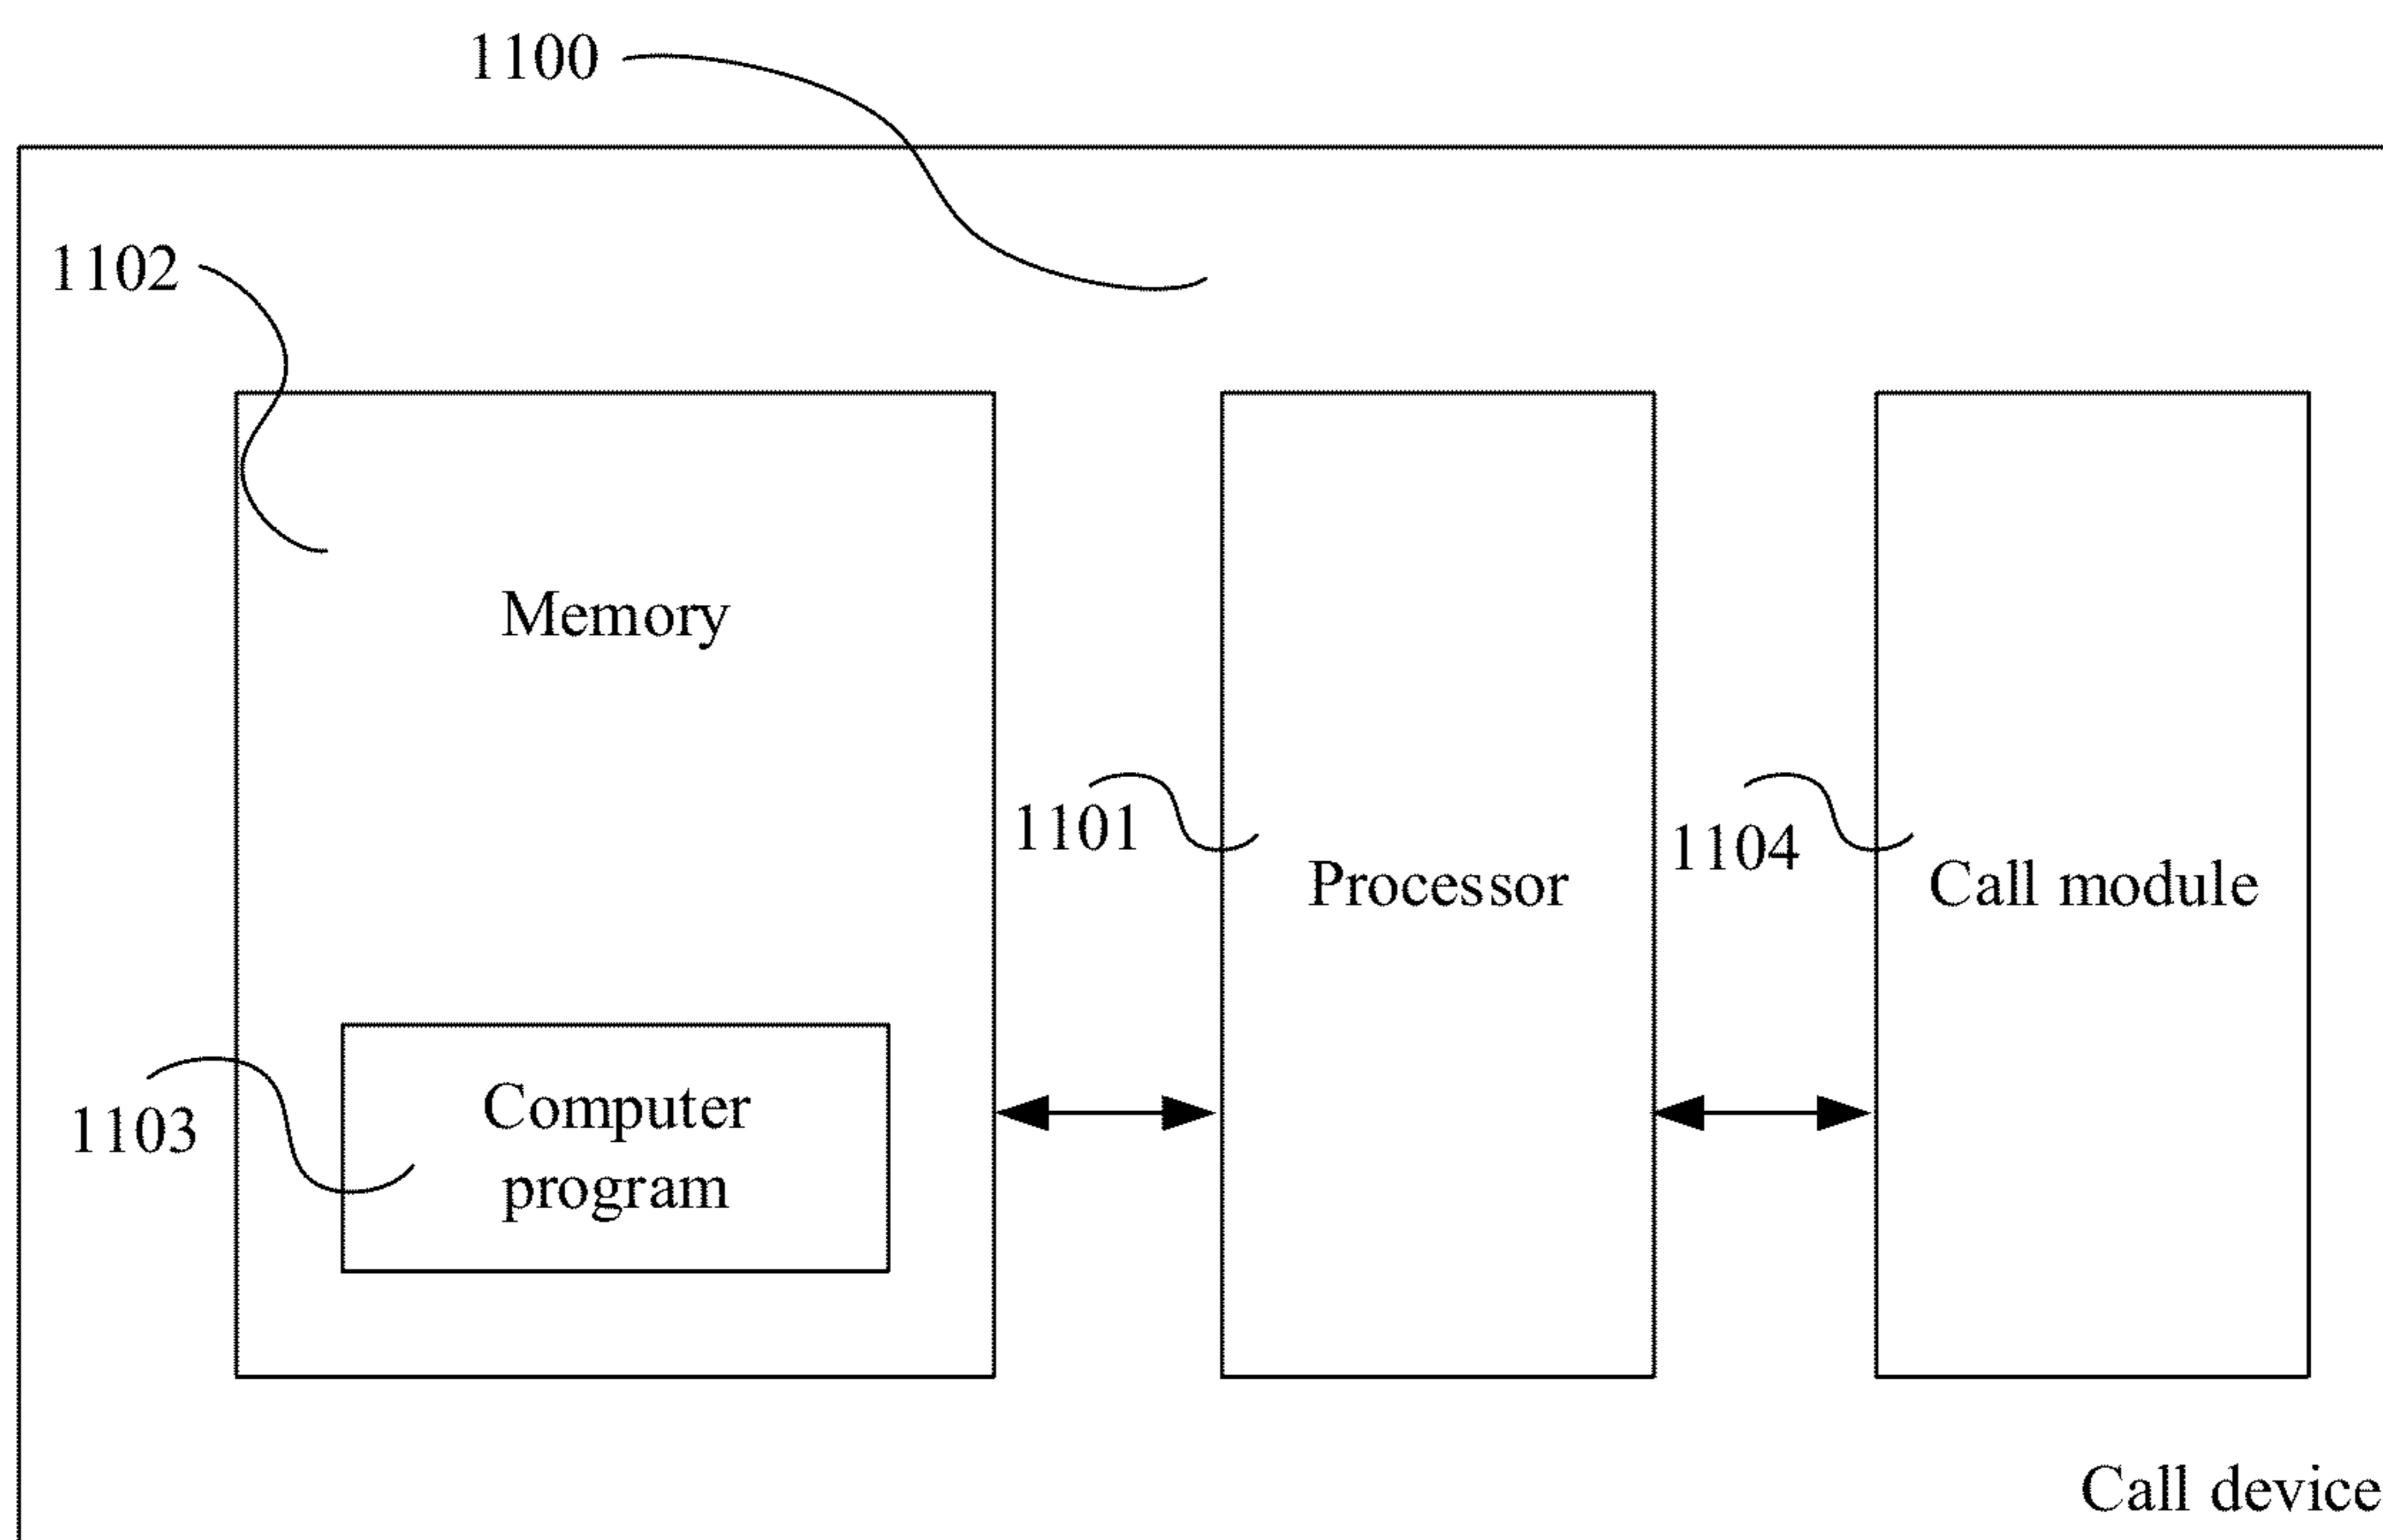 1100
1102
Memory
1101
1104
Processor
Call module
1103
Computer
program
Call device